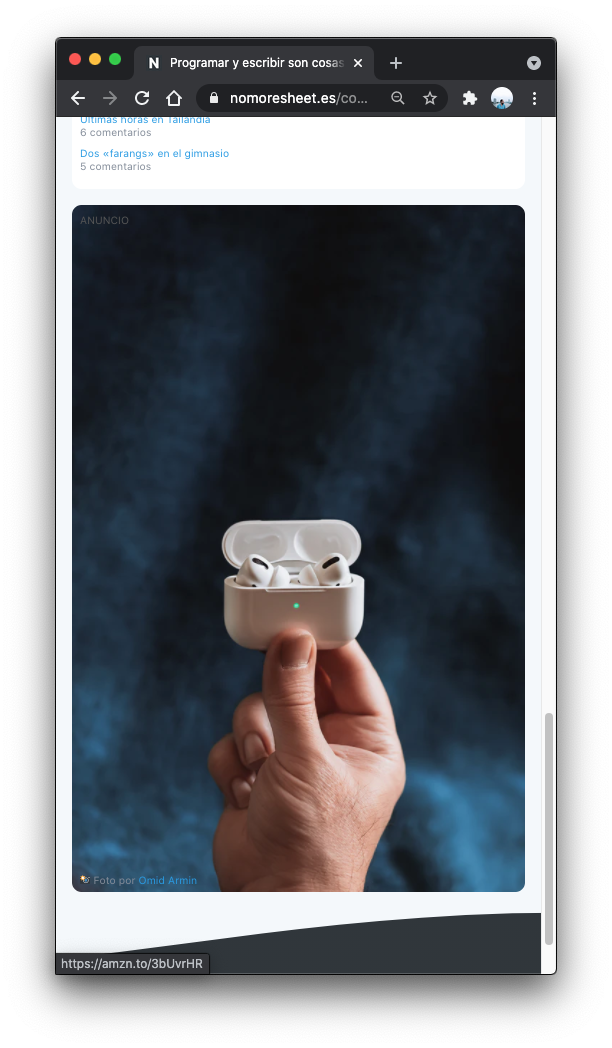 N Programar y escribir son cosas
nomoresheet.es/co...
Últimas horas en Tailandia
6 comentarios
Dos «farangs» en el gimnasio
5 comentarios
ANUNCIO
Foto por Omid Armin
https://amzn.to/3bUvrHR